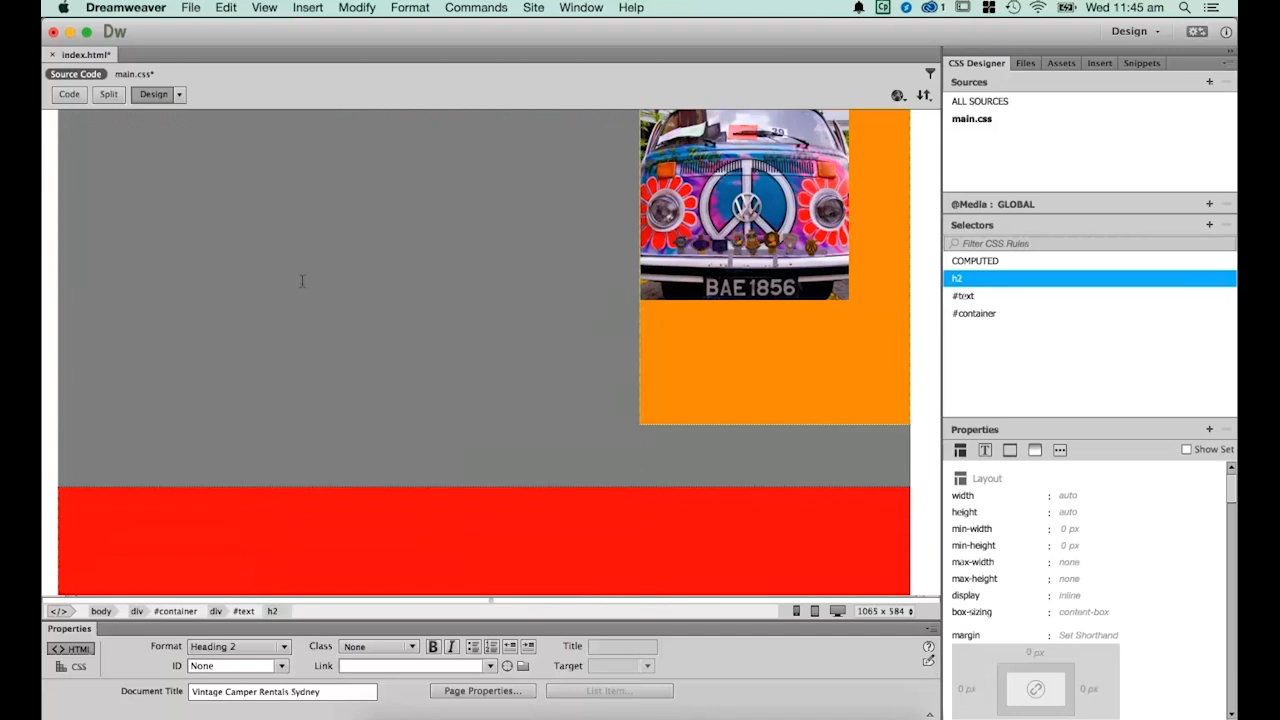 Dreamweaver File Edit View Insert Modify Format Commands Site Window Help 1 Wed 11:45 am
Dw Design
× index.html* CSS Designer Files Assets Insert Snippets
Source Code main.css* Sources +
Code Split Design
ALL SOURCES
main.css
@Media : GLOBAL +
Selectors +
Filter CSS Rules
COMPUTED
h2
#text
#container
BAE 1856
Properties +
T Show Set
Layout
width : auto
height : auto
min-width : 0 px
min-height : 0 px
max-width : none
max-height : none
display : inline
box-sizing : content-box
margin : Set Shorthand
0 px
0 px 0 px
</> body div #container div #text h2 1065 x 584
Properties
<> HTML Format Heading 2 Class None B I Title
CSS ID None Link Target
Document Title Vintage Camper Rentals Sydney Page Properties... List Item...